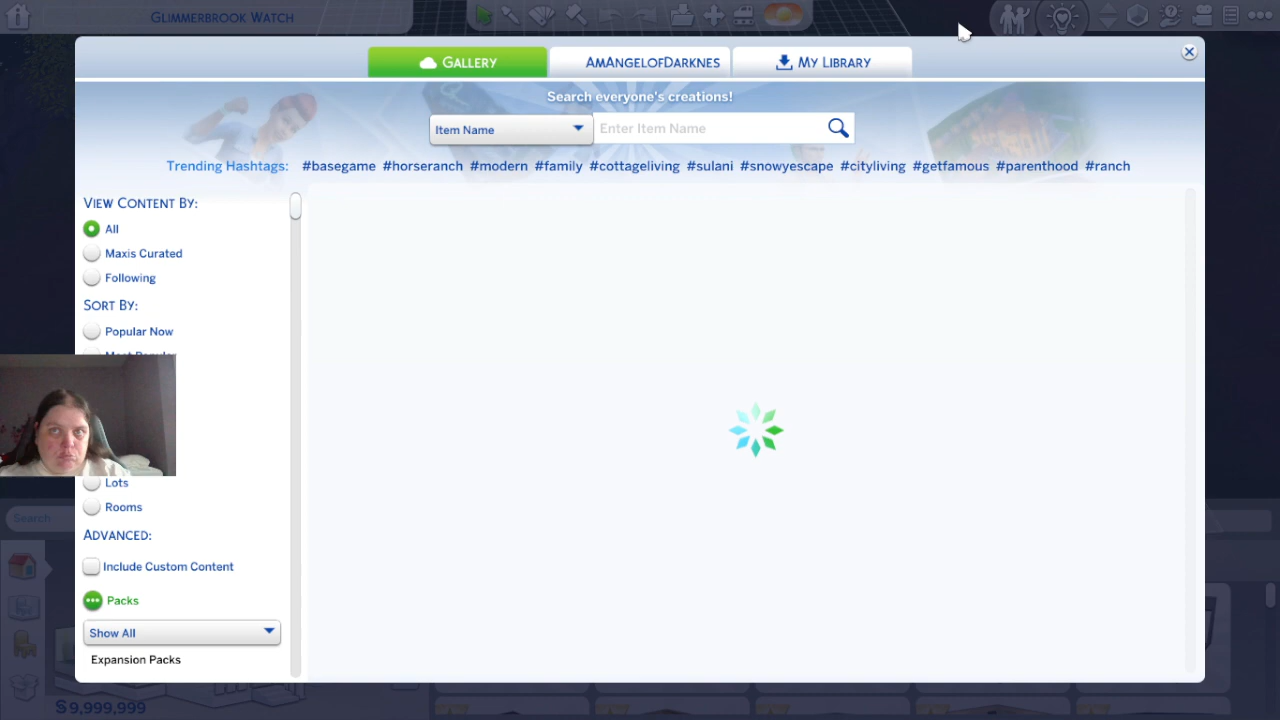 GLIMMERBROOK WATCH
GALLERY
AMANGELOFDARKNES
MY LIBRARY
Search everyone's creations!
Item Name
Enter Item Name
Trending Hashtags: #basegame #horseranch #modern #family #cottageliving #sulani #snowyescape #cityliving #getfamous #parenthood #ranch
VIEW CONTENT BY:
All
Maxis Curated
Following
SORT BY:
Popular Now
Lots
Rooms
ADVANCED:
Include Custom Content
Packs
Show All
Expansion Packs
Search
§9,999,999